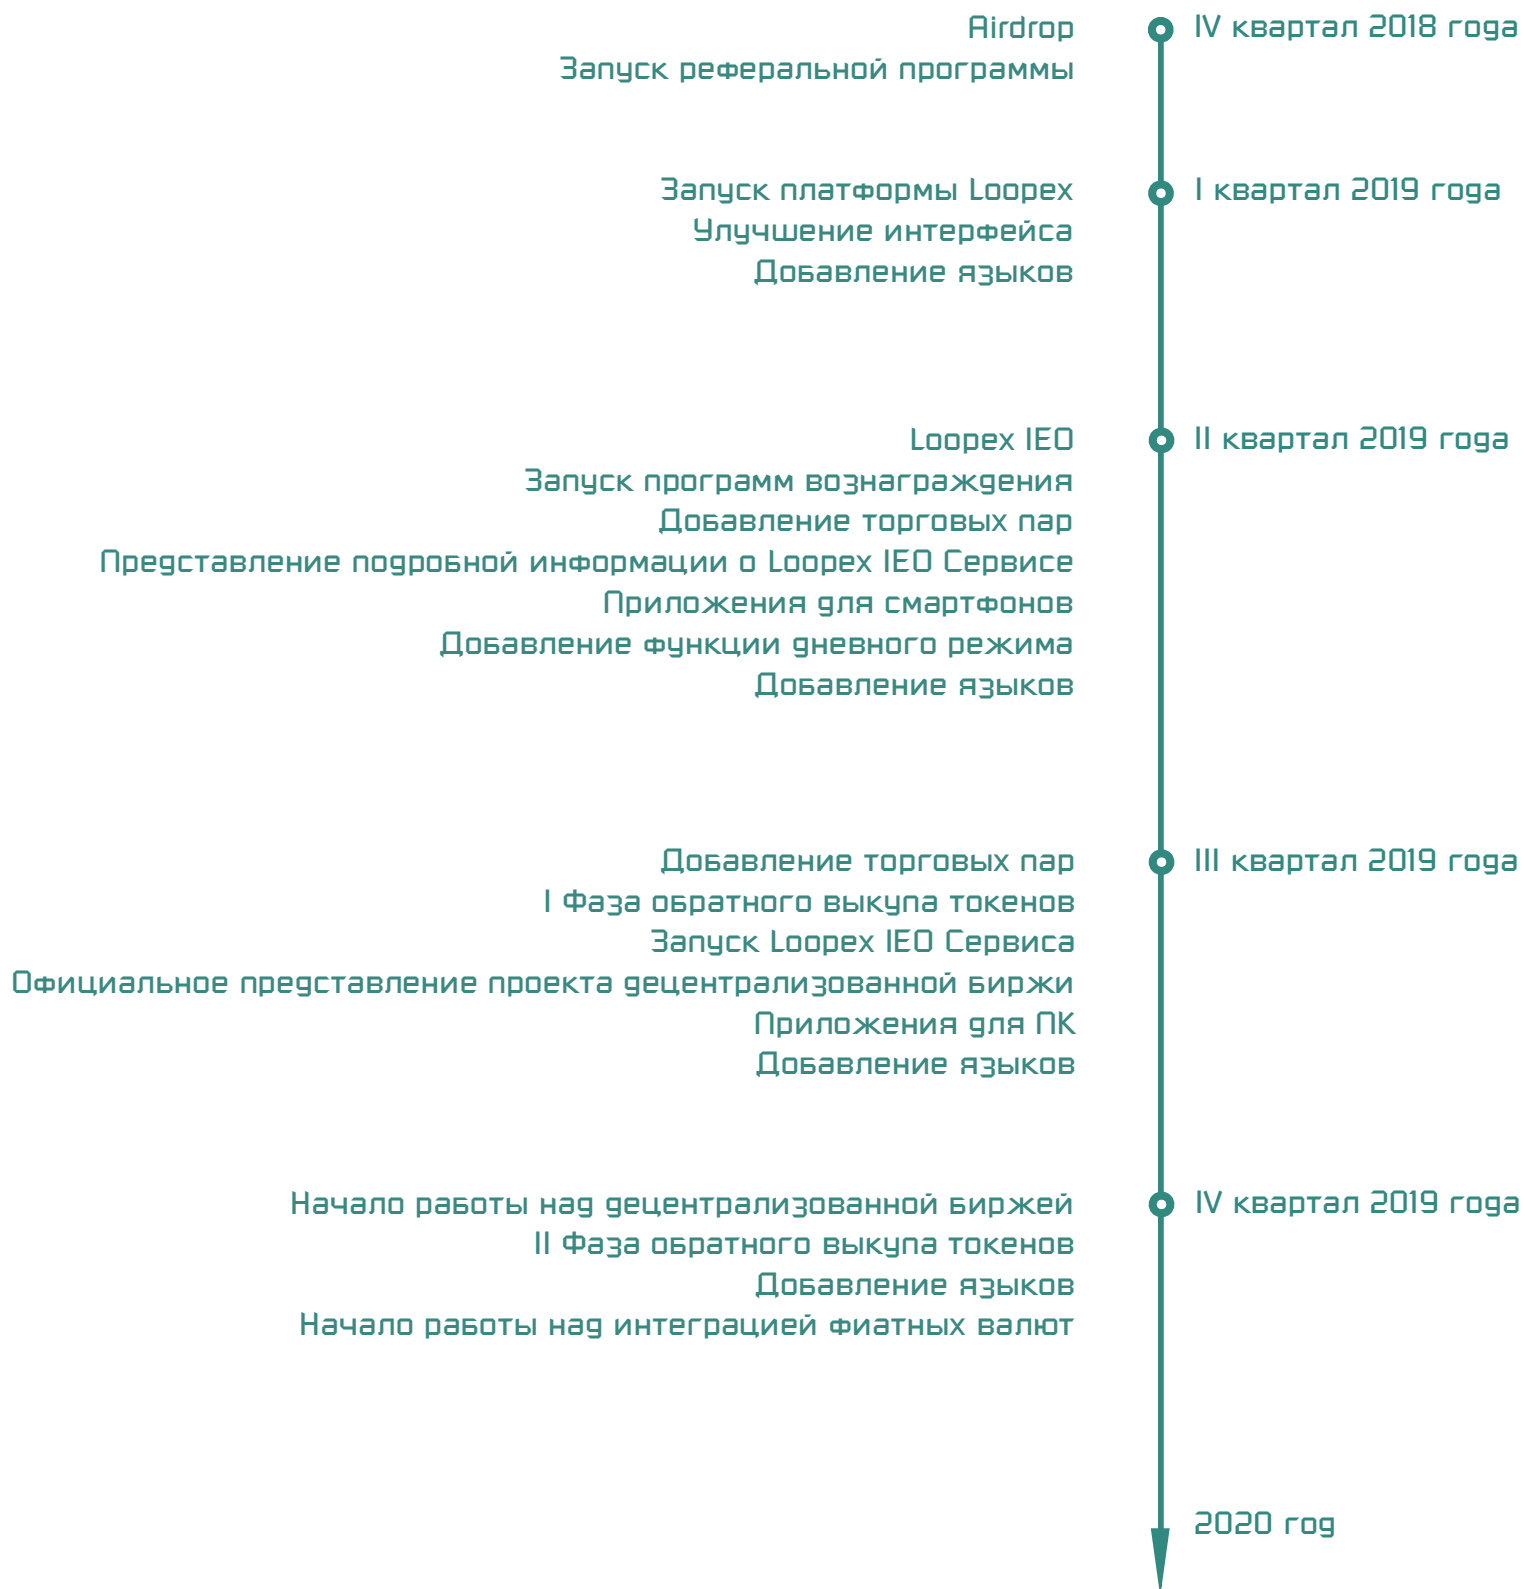 Airdrop
IV квартал 2018 года
Запуск реферальной программы
Запуск платформы Loopex
I квартал 2019 года
Улучшение интерфейса
Добавление языков
Loopex IEO
II квартал 2019 года
Запуск программ вознаграждения
Добавление торговых пар
Представление подробной информации о Loopex IEO Сервисе
Приложения для смартфонов
Добавление функции дневного режима
Добавление языков
Добавление торговых пар
III квартал 2019 года
I Фаза обратного выкупа токенов
Запуск Loopex IEO Сервиса
Официальное представление проекта децентрализованной биржи
Приложения для ПК
Добавление языков
Начало работы над децентрализованной биржей
IV квартал 2019 года
II Фаза обратного выкупа токенов
Добавление языков
Начало работы над интеграцией фиатных валют
2020 год